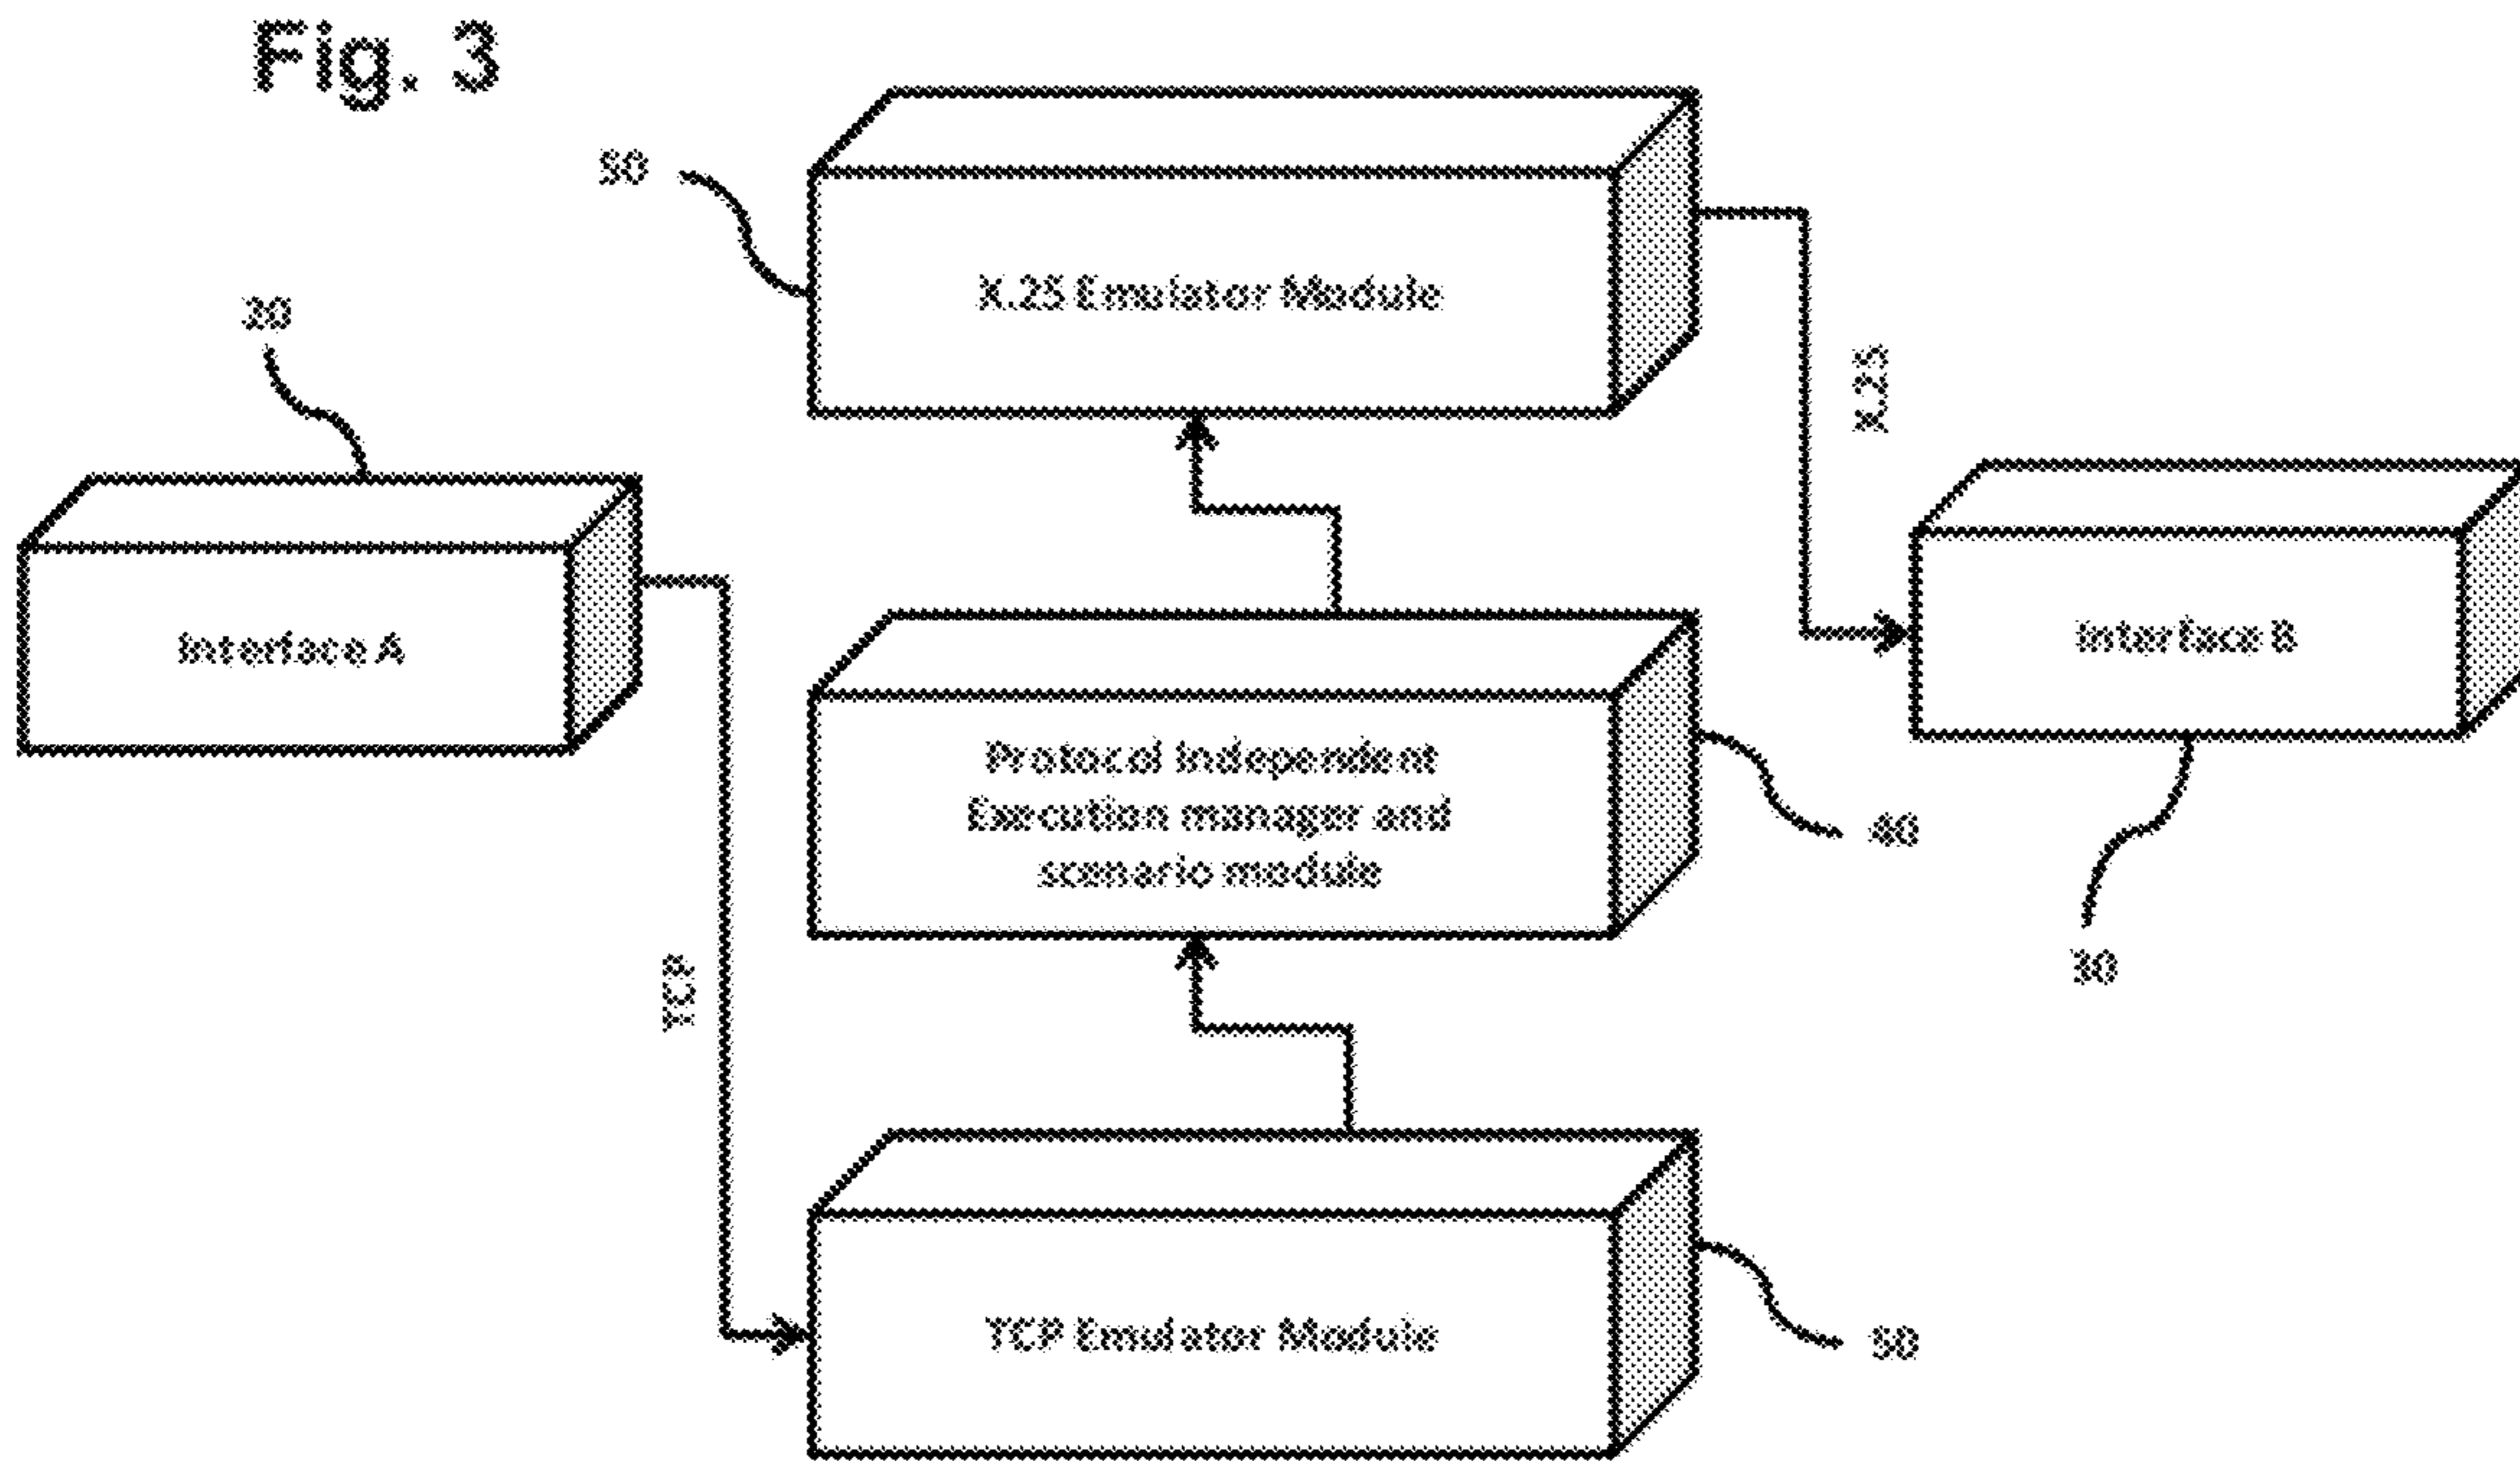 Fig. 3
50
X.25 Emulator Module
20
X.25
Interface A
Interface B
Protocal Independent
Execution manager and
scenario module
40
30
TCP
TCP Emulator Module
50